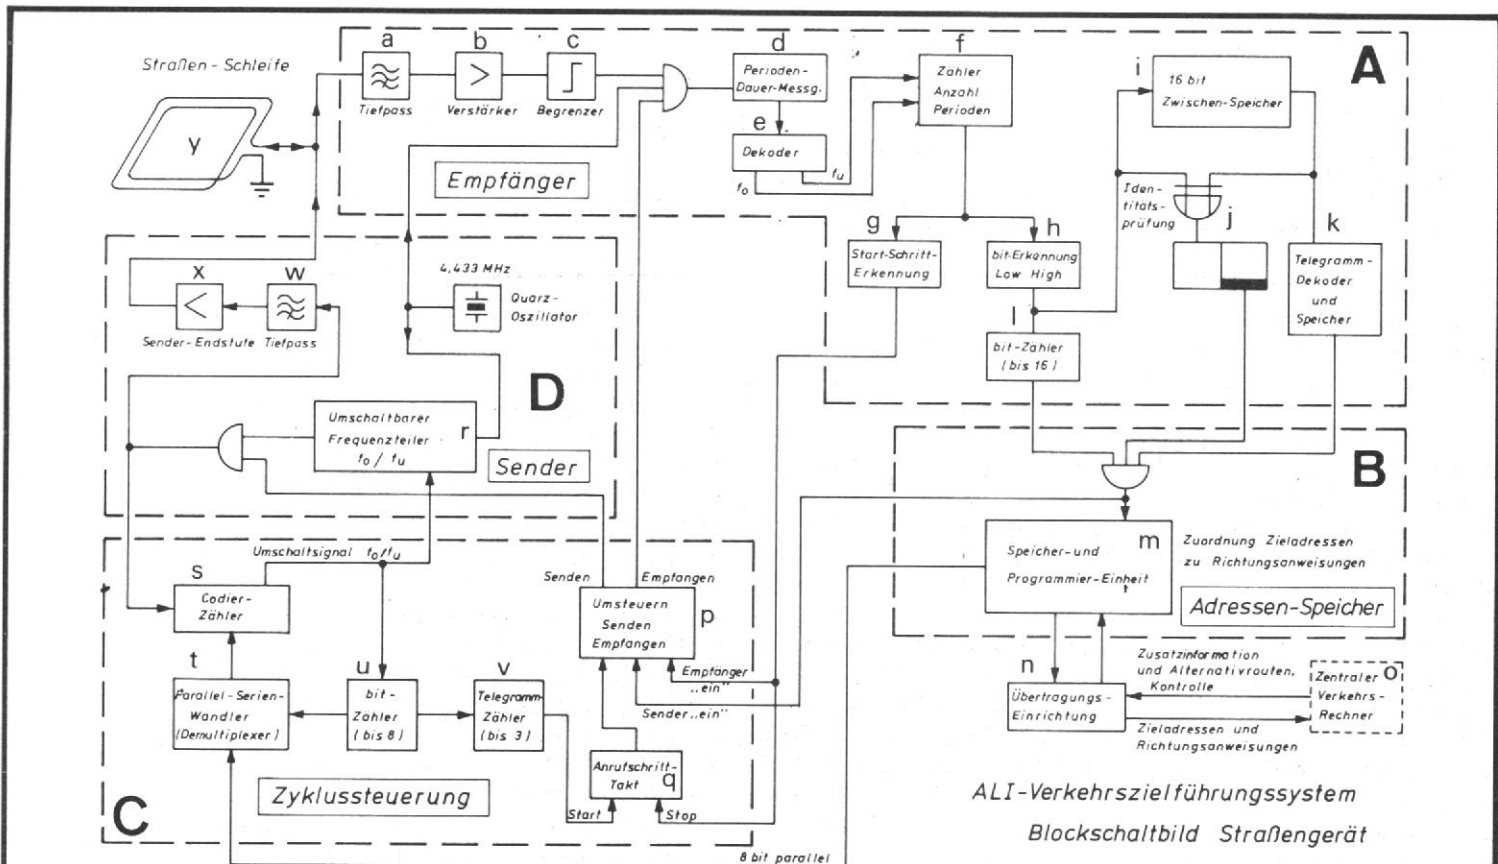 a
b
c
d
f
A
Straßen-Schleife
y
Tiefpass
Verstärker
Begrenzer
Perioden-
Dauer-Messg.
e
Dekoder
fo
fu
Zähler
Anzahl
Perioden
i
16 bit
Zwischen-Speicher
Empfänger
Iden-
titäts-
prüfung
j
k
Telegramm-
Dekoder
und
Speicher
g
Start-Schritt-
Erkennung
h
bit-Erkennung
Low High
l
bit-Zähler
(bis 16)
x
w
Sender-Endstufe
Tiefpass
4,433 MHz
Quarz-
Oszillator
D
Umschaltbarer
Frequenzteiler
fo / fu
r
Sender
B
m
Speicher-und
Programmier-Einheit
Zuordnung Zieladressen
zu Richtungsanweisungen
Adressen-Speicher
Umschaltsignal fo/fu
s
Codier-
Zähler
Senden
Empfangen
Umsteuern
Senden
Empfangen
p
Empfänger
„ein"
Sender „ein"
t
Parallel-Serien-
Wandler
(Demultiplexer)
u
bit-
Zähler
(bis 8)
v
Telegramm-
Zähler
(bis 3)
Anrufschritt-
Takt
q
Start
Stop
Zyklussteuerung
C
n
Übertragungs-
Einrichtung
Zusatzinformation
und Alternativrouten,
Kontrolle
Zieladressen und
Richtungsanweisungen
o
Zentraler
Verkehrs-
Rechner
8 bit parallel
ALI-Verkehrszielführungssystem
Blockschaltbild Straßengerät